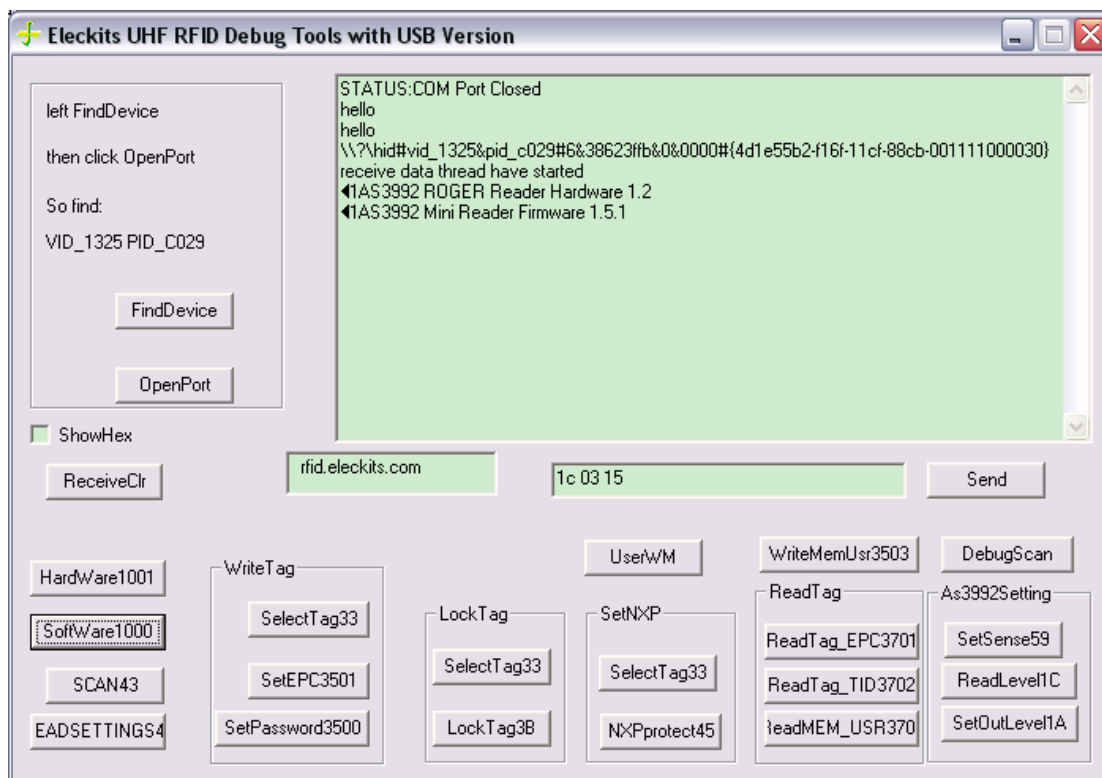 Eleckits UHF RFID Debug Tools with USB Version
left FindDevice
then click OpenPort
So find:
VID_1325 PID_C029
FindDevice
OpenPort
STATUS:COM Port Closed
hello
hello
\\?\hid#vid_1325&pid_c029#6&38623ffb&0&0000#{4d1e55b2-f16f-11cf-88cb-001111000030}
receive data thread have started
◀1AS3992 ROGER Reader Hardware 1.2
◀1AS3992 Mini Reader Firmware 1.5.1
ShowHex
ReceiveClr
rfid.eleckits.com
1c 03 15
Send
HardWare1001
SoftWare1000
SCAN43
EADSETTINGS4
WriteTag
SelectTag33
SetEPC3501
SetPassword3500
LockTag
SelectTag33
LockTag3B
UserWM
SetNXP
SelectTag33
NXPprotect45
WriteMemUsr3503
ReadTag
ReadTag_EPC3701
ReadTag_TID3702
ReadMEM_USR370
DebugScan
As3992Setting
SetSense59
ReadLevel1C
SetOutLevel1A